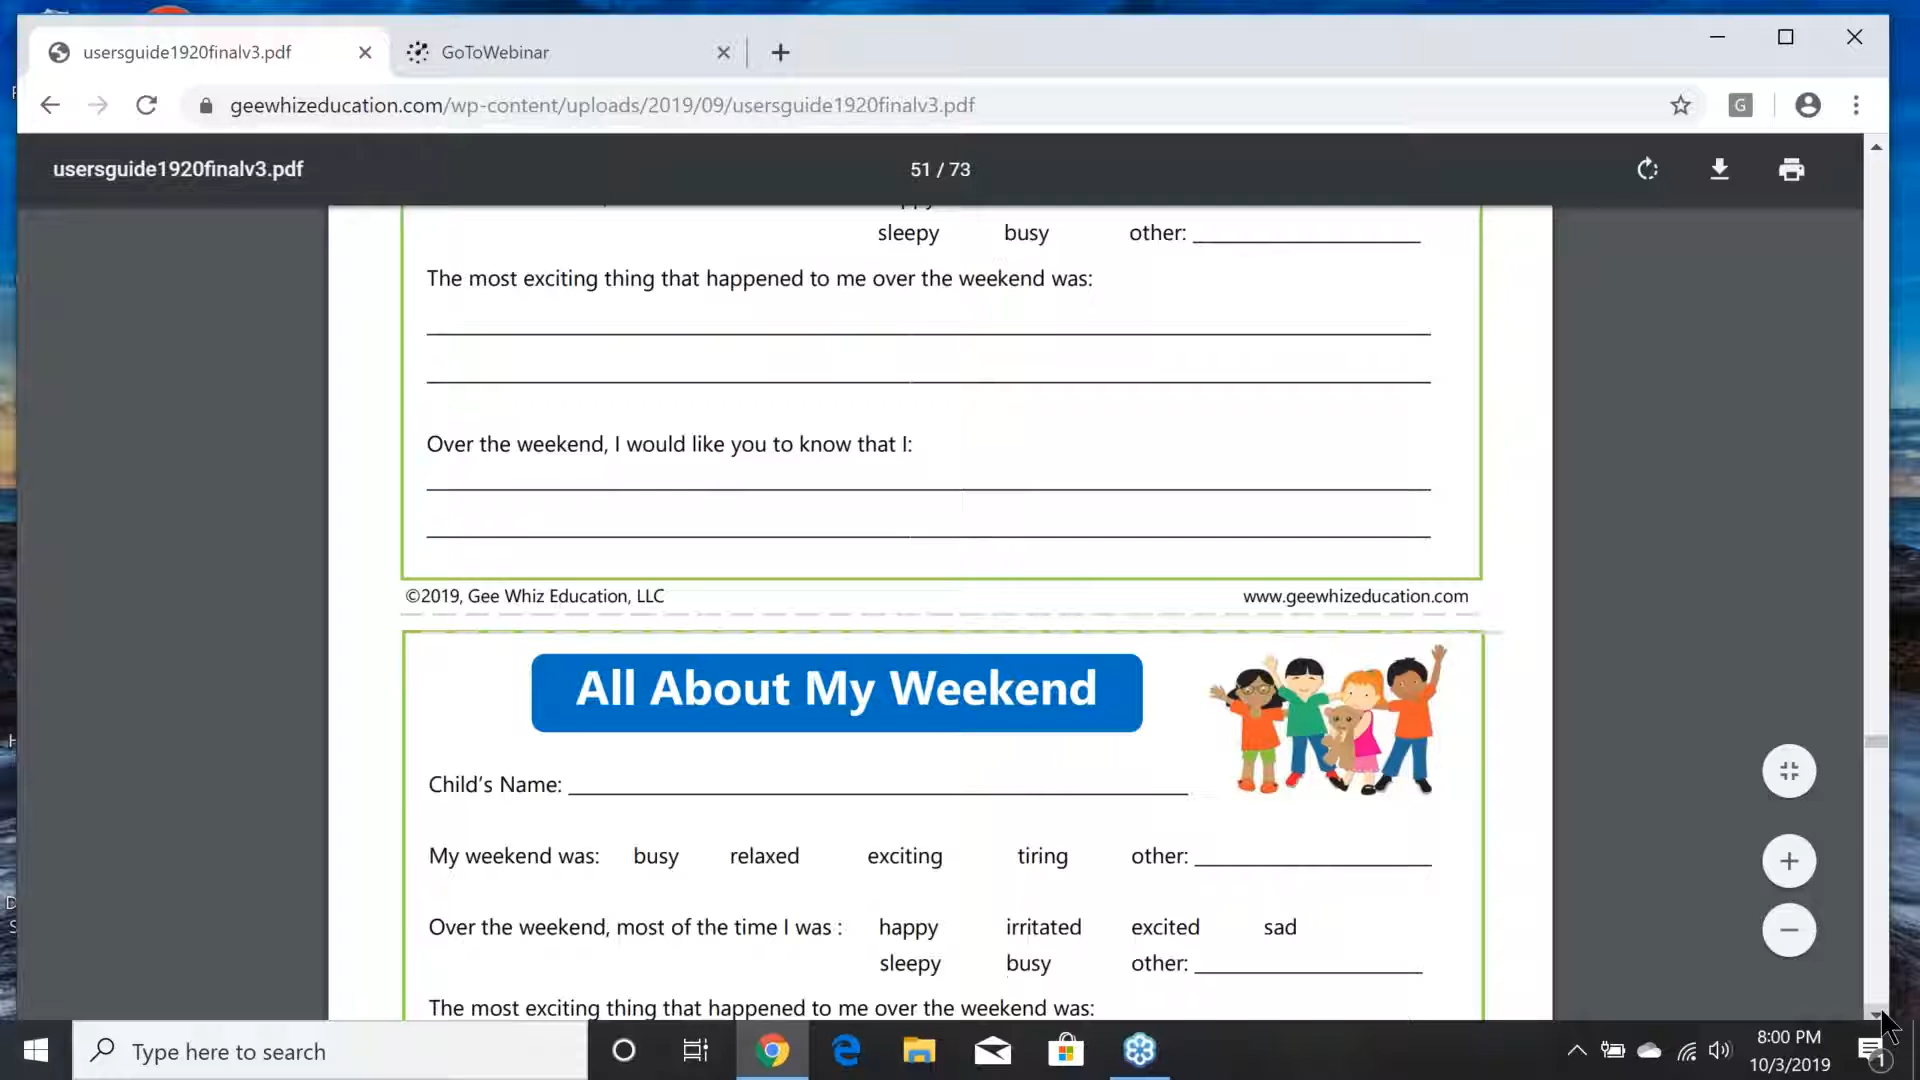 usersguide1920finalv3.pdf
GoToWebinar
geewhizeducation.com/wp-content/uploads/2019/09/usersguide1920finalv3.pdf
G
usersguide1920finalv3.pdf
51 / 73
sleepy busy other:
The most exciting thing that happened to me over the weekend was:
Over the weekend, I would like you to know that I:
©2019, Gee Whiz Education, LLC www.geewhizeducation.com
All About My Weekend
Child's Name:
My weekend was: busy relaxed exciting tiring other:
Over the weekend, most of the time I was : happy irritated excited sad
sleepy busy other:
The most exciting thing that happened to me over the weekend was:
Type here to search
8:00 PM
10/3/2019
1